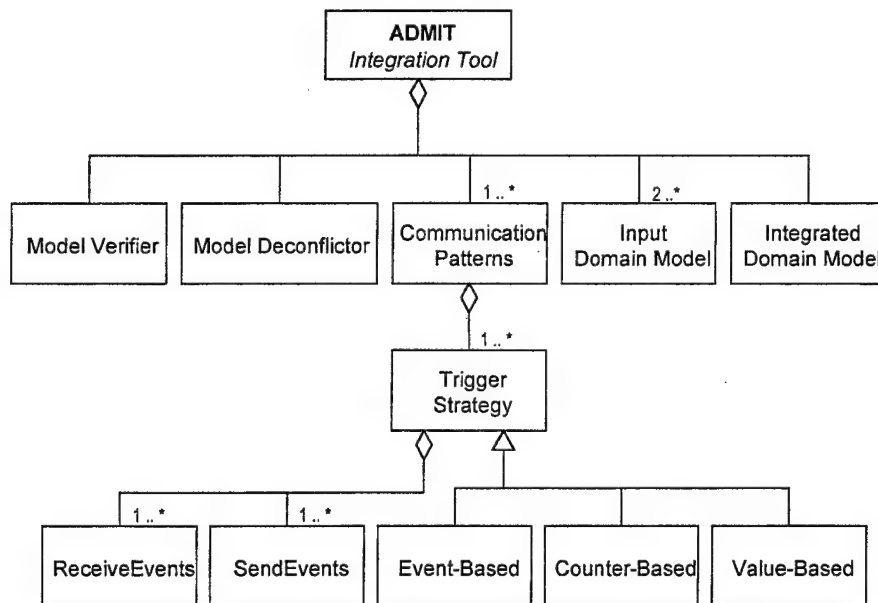 ADMIT
Integration Tool
1..*
2..*
Model Verifier
Model Deconflictor
Communication
Patterns
Input
Domain Model
Integrated
Domain Model
1..*
Trigger
Strategy
1..*
1..*
ReceiveEvents
SendEvents
Event-Based
Counter-Based
Value-Based